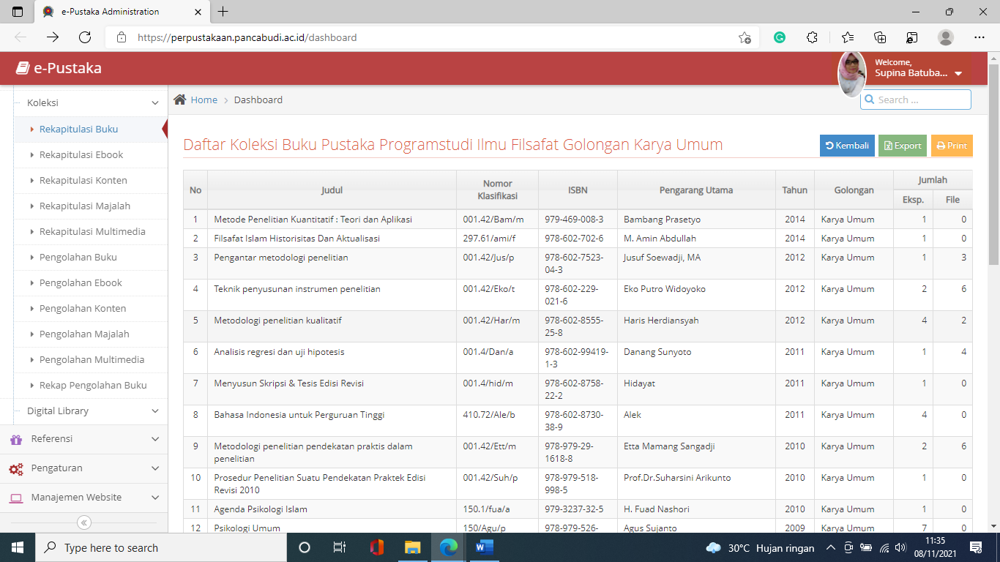 e-Pustaka Administration
https://perpustakaan.pancabudi.ac.id/dashboard
e-Pustaka
Welcome,
Supina Batuba...
Koleksi
Rekapitulasi Buku
Rekapitulasi Ebook
Rekapitulasi Konten
Rekapitulasi Majalah
Rekapitulasi Multimedia
Pengolahan Buku
Pengolahan Ebook
Pengolahan Konten
Pengolahan Majalah
Pengolahan Multimedia
Rekap Pengolahan Buku
Digital Library
Referensi
Pengaturan
Manajemen Website
Home > Dashboard
Search ...
Daftar Koleksi Buku Pustaka Programstudi Ilmu Filsafat Golongan Karya Umum
Kembali Export Print
No Judul Nomor Klasifikasi ISBN Pengarang Utama Tahun Golongan Jumlah
Eksp. File
1 Metode Penelitian Kuantitatif : Teori dan Aplikasi 001.42/Bam/m 979-469-008-3 Bambang Prasetyo 2014 Karya Umum 1 0
2 Filsafat Islam Historisitas Dan Aktualisasi 297.61/ami/f 978-602-702-6 M. Amin Abdullah 2014 Karya Umum 1 0
3 Pengantar metodologi penelitian 001.42/Jus/p 978-602-7523- Jusuf Soewadji, MA 2012 Karya Umum 1 3
04-3
4 Teknik penyusunan instrumen penelitian 001.42/Eko/t 978-602-229- Eko Putro Widoyoko 2012 Karya Umum 2 6
021-6
5 Metodologi penelitian kualitatif 001.42/Har/m 978-602-8555- Haris Herdiansyah 2012 Karya Umum 4 2
25-8
6 Analisis regresi dan uji hipotesis 001.4/Dan/a 978-602-99419- Danang Sunyoto 2011 Karya Umum 1 4
1-3
7 Menyusun Skripsi & Tesis Edisi Revisi 001.4/hid/m 978-602-8758- Hidayat 2011 Karya Umum 1 0
22-2
8 Bahasa Indonesia untuk Perguruan Tinggi 410.72/Ale/b 978-602-8730- Alek 2011 Karya Umum 4 0
38-9
9 Metodologi penelitian pendekatan praktis dalam 001.42/Ett/m 978-979-29- Etta Mamang Sangadji 2010 Karya Umum 2 6
penelitian 1618-8
10 Prosedur Penelitian Suatu Pendekatan Praktek Edisi 001.42/Suh/p 978-979-518- Prof.Dr.Suharsini Arikunto 2010 Karya Umum 1 0
Revisi 2010 998-5
11 Agenda Psikologi Islam 150.1/fua/a 979-3237-32-5 H. Fuad Nashori 2010 Karya Umum 1 0
12 Psikologi Umum 150/Agu/p 978-979-526- Agus Sujanto 2009 Karya Umum 7 0
Type here to search
30°C Hujan ringan
11:35
08/11/2021